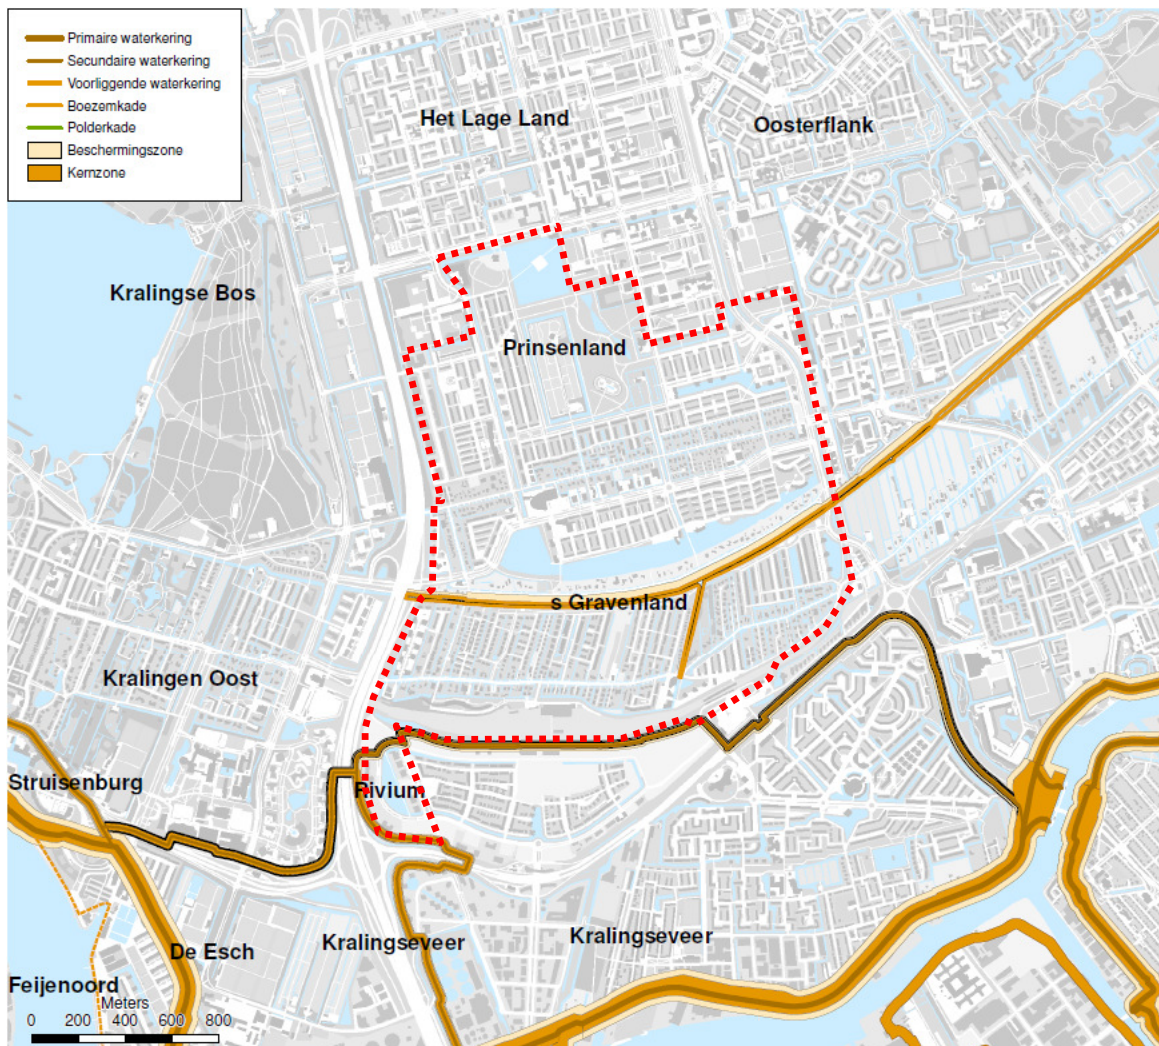 Primaire waterkering
Secundaire waterkering
Voorliggende waterkering
Boezemkade
Polderkade
Beschermingszone
Kernzone
Het Lage Land
Oosterflank
Kralingse Bos
Prinsenland
s Gravenland
Kralingen Oost
Struisenburg
Rivium
De Esch
Kralingseveer
Kralingseveer
Feijenoord
Meters
0 200 400 600 800